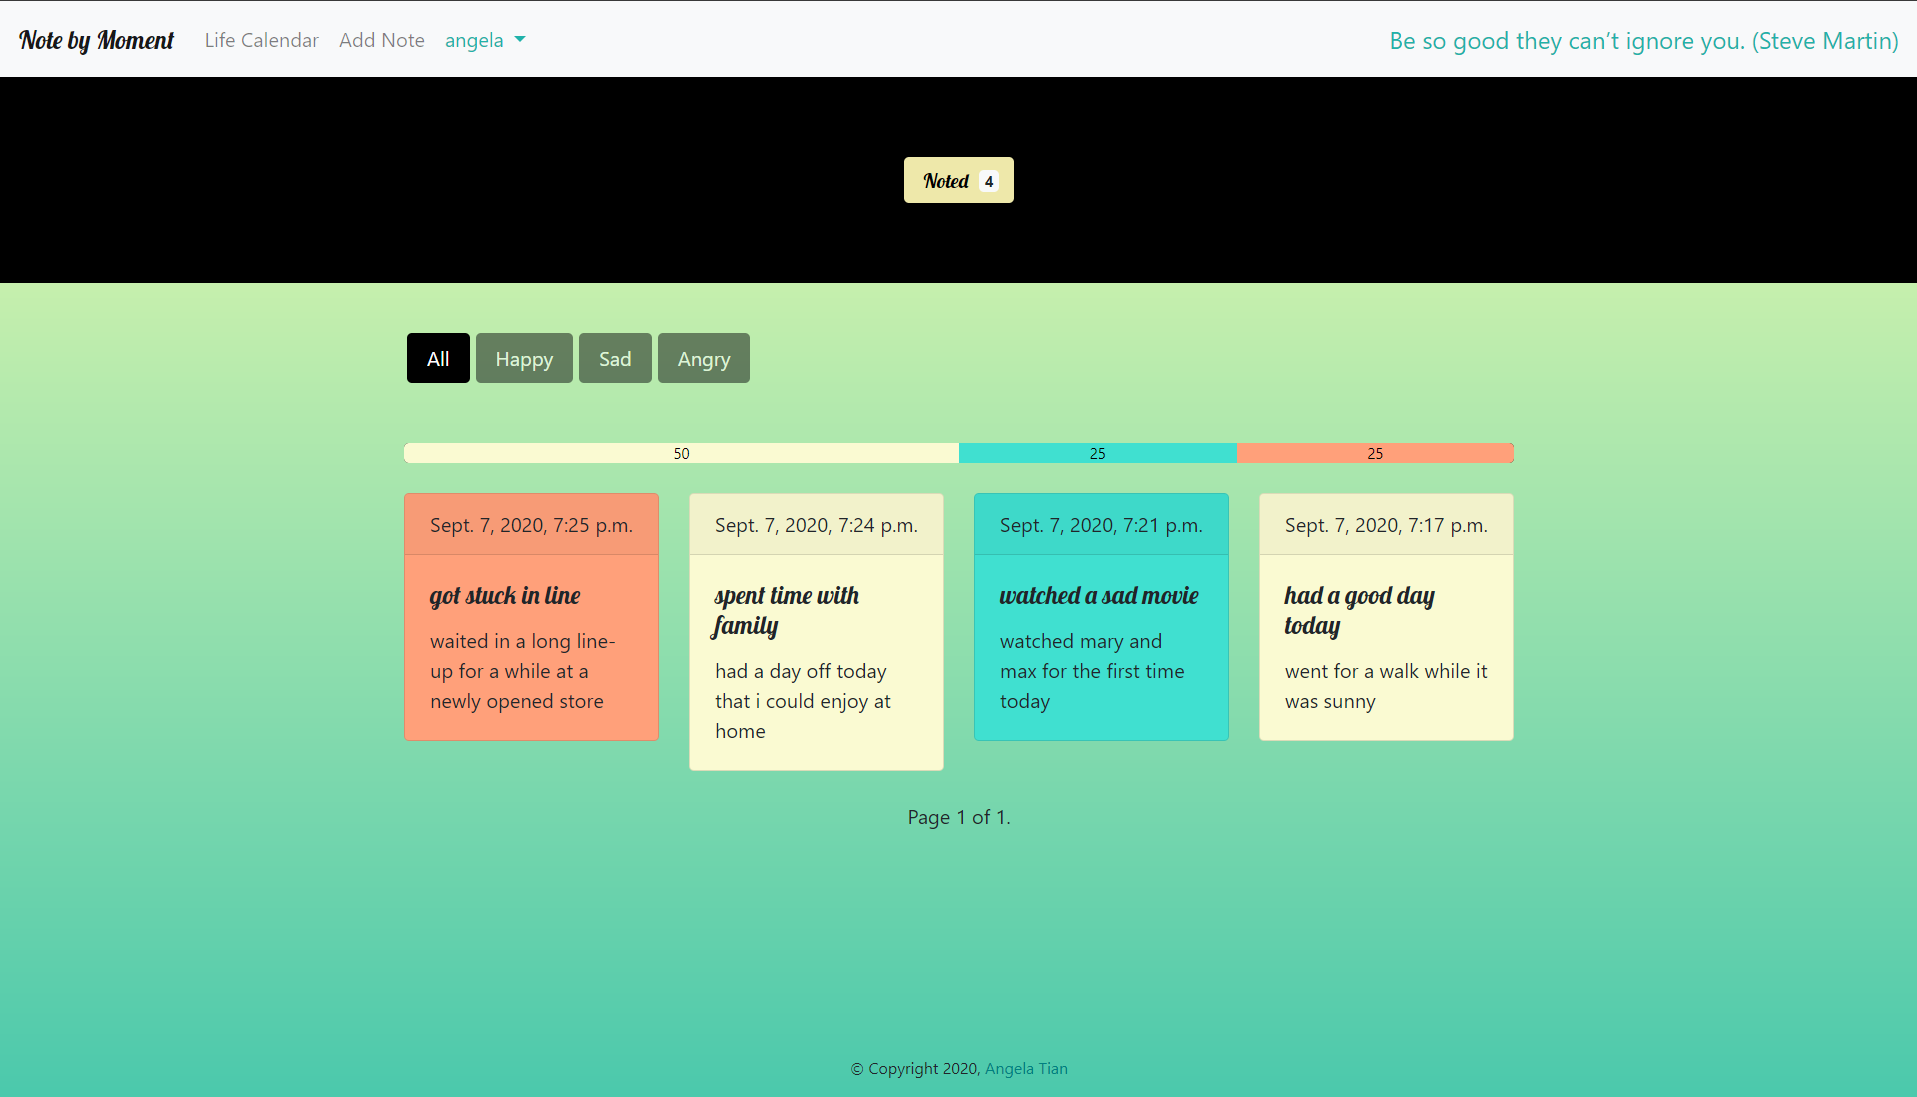 Note by Moment Life Calendar Add Note angela Be so good they can’t ignore you. (Steve Martin)
Noted 4
All Happy Sad Angry
50 25 25
Sept. 7, 2020, 7:25 p.m.
got stuck in line
waited in a long line-
up for a while at a
newly opened store
Sept. 7, 2020, 7:24 p.m.
spent time with
family
had a day off today
that i could enjoy at
home
Sept. 7, 2020, 7:21 p.m.
watched a sad movie
watched mary and
max for the first time
today
Sept. 7, 2020, 7:17 p.m.
had a good day
today
went for a walk while it
was sunny
Page 1 of 1.
© Copyright 2020, Angela Tian